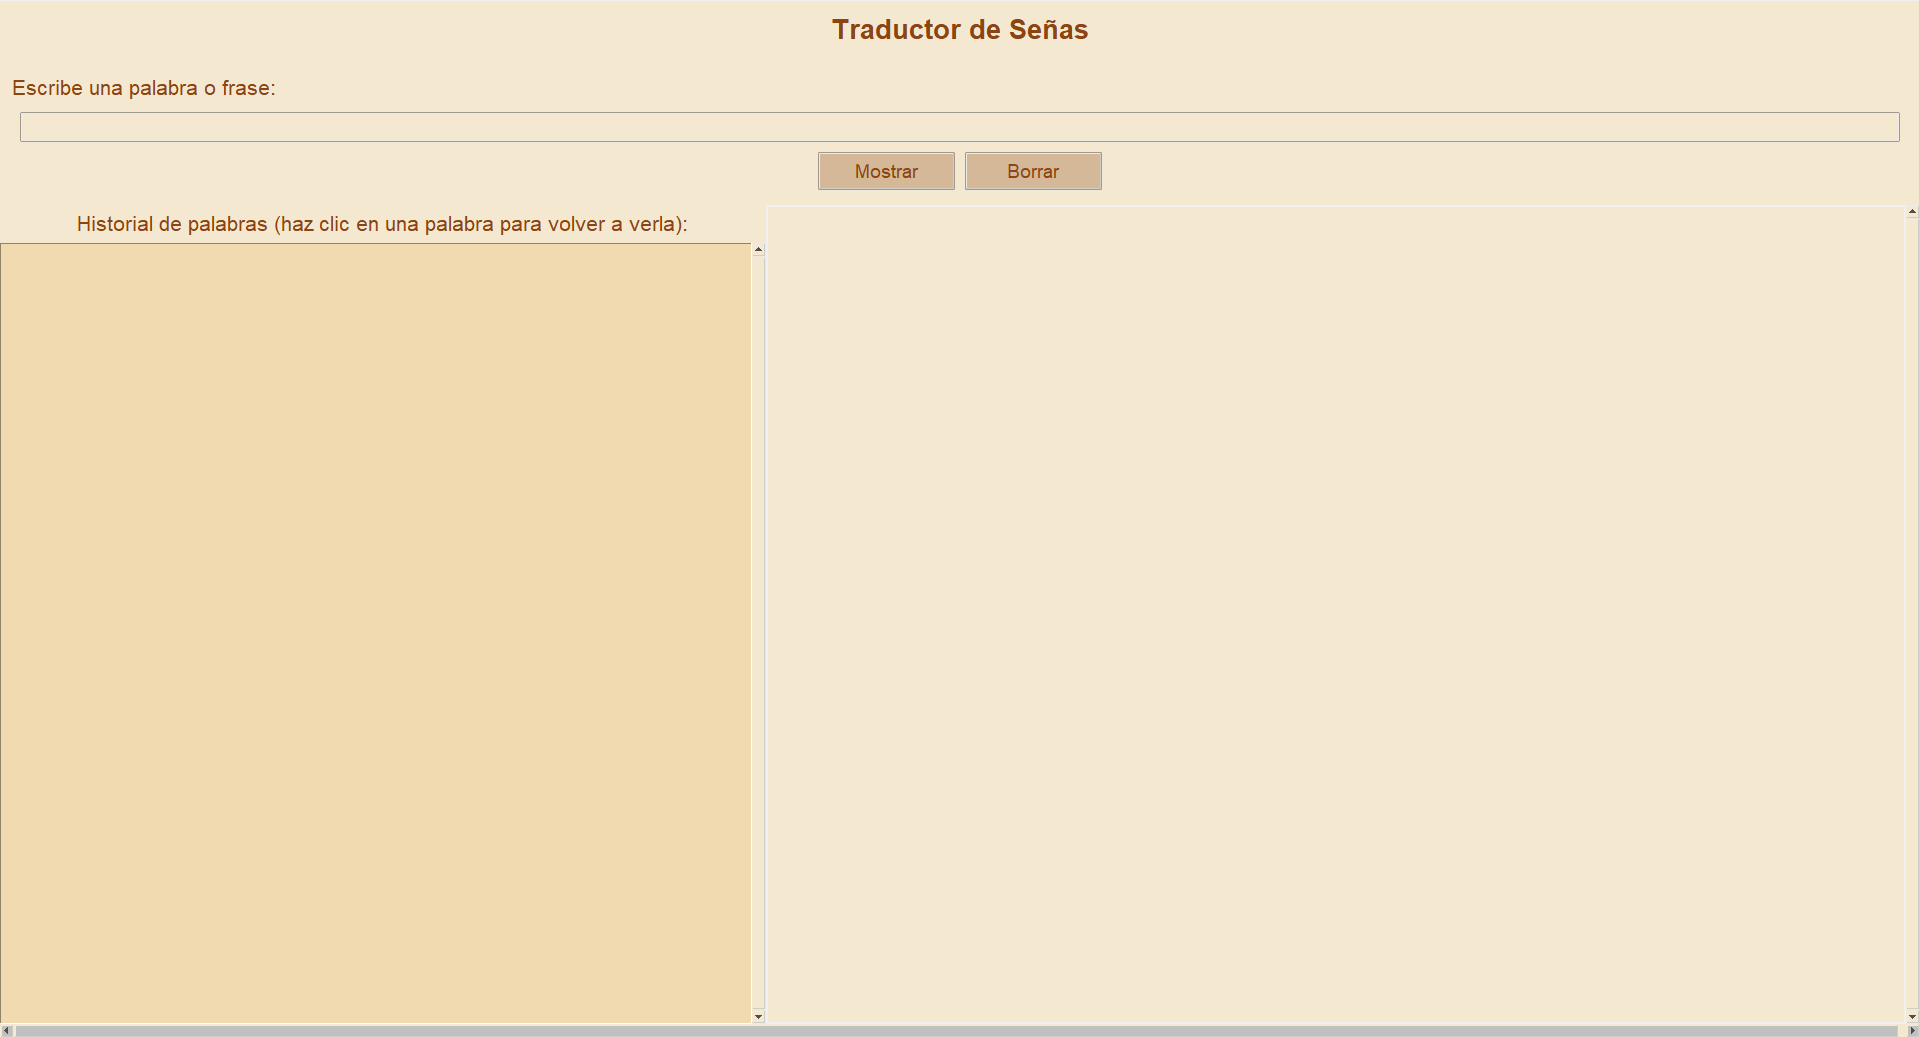 Traductor de Señas
Escribe una palabra o frase:
Mostrar
Borrar
Historial de palabras (haz clic en una palabra para volver a verla):